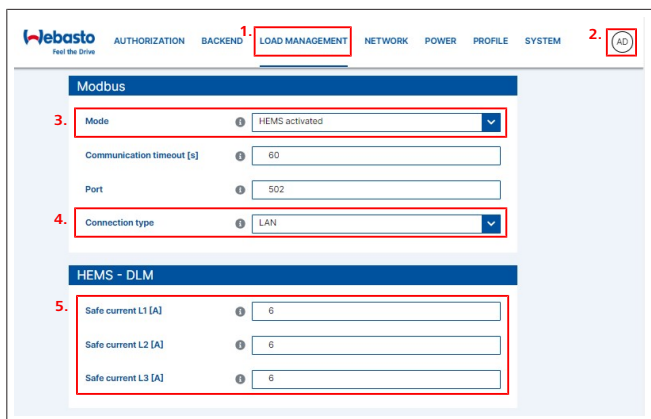 Webasto
Feel the Drive
AUTHORIZATION BACKEND 1. LOAD MANAGEMENT NETWORK POWER PROFILE SYSTEM 2. AD
Modbus
3. Mode HEMS activated
Communication timeout [s] 60
Port 502
4. Connection type LAN
HEMS - DLM
5. Safe current L1 [A] 6
Safe current L2 [A] 6
Safe current L3 [A] 6